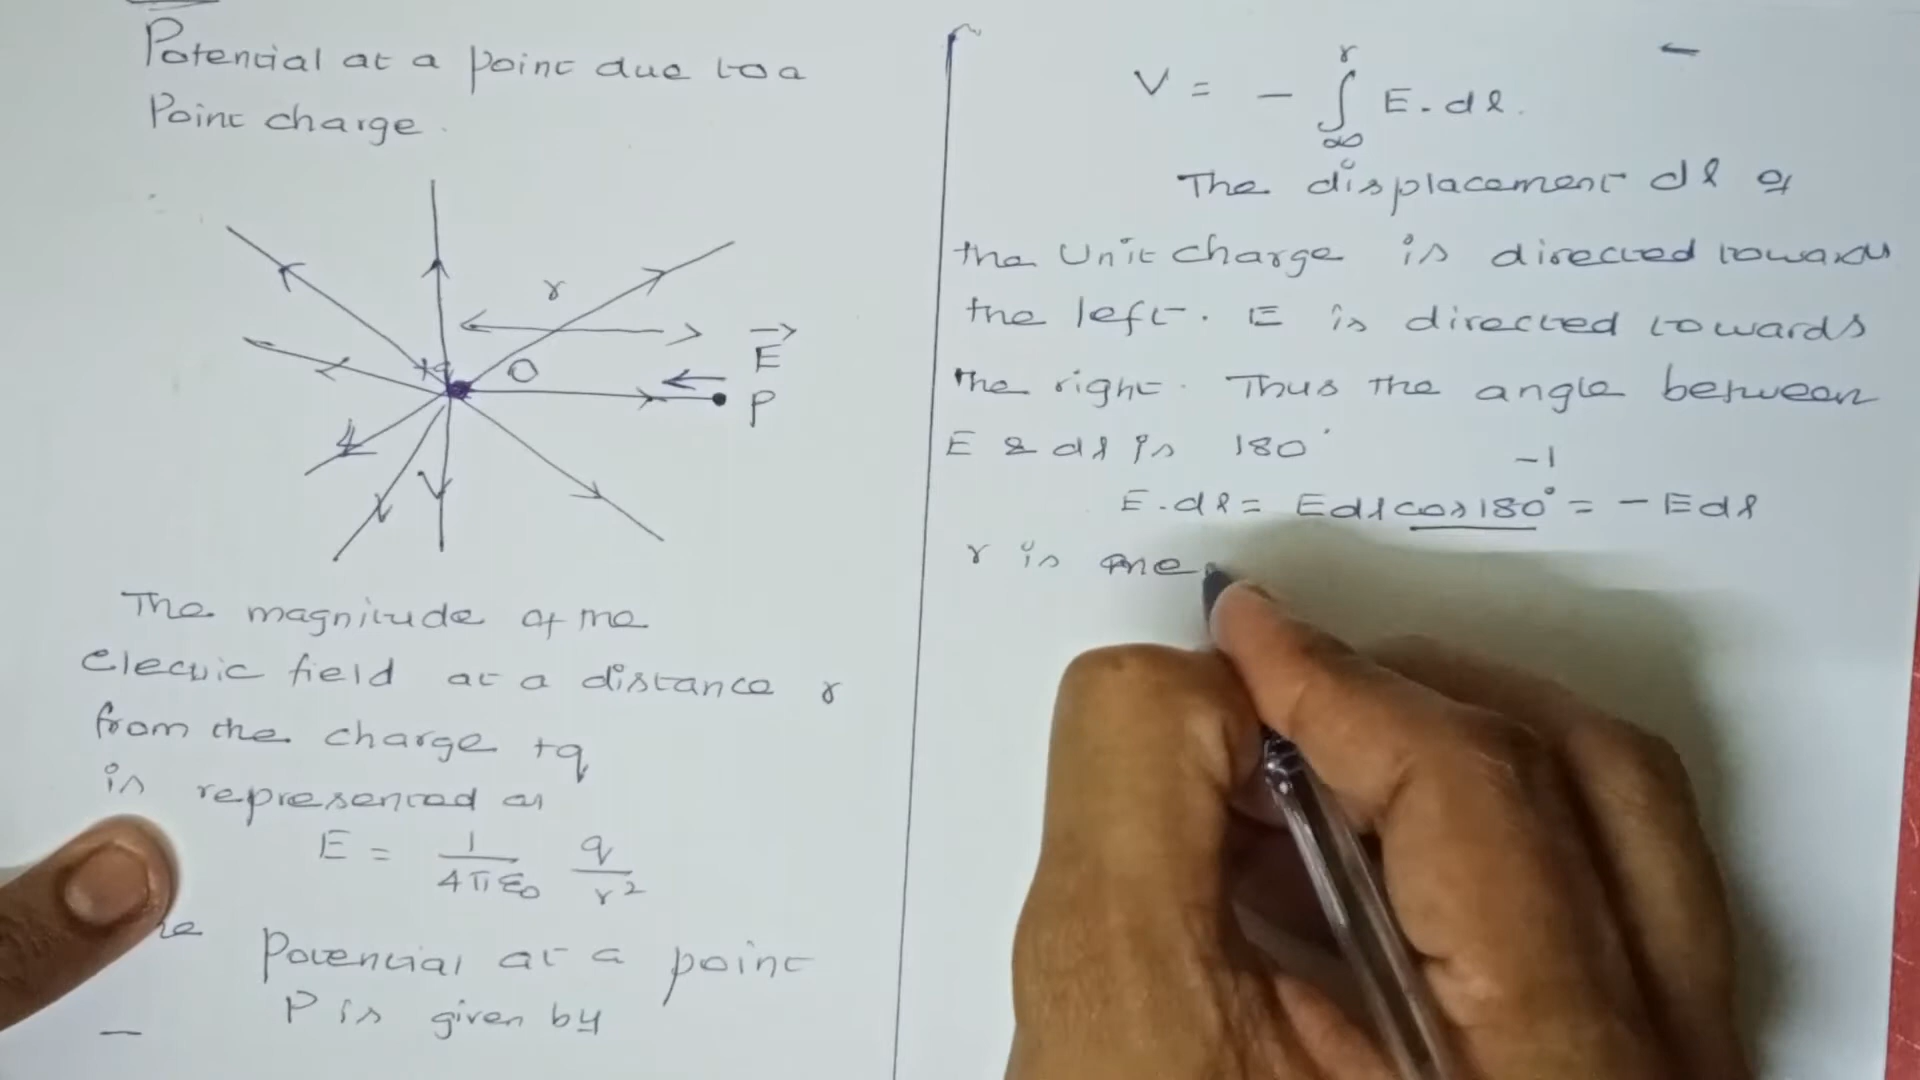 Potential at a point due to a
Point charge.
r
E
+q
O
P
The magnitude of the
electric field at a distance r
from the charge +q
is represented as
E = 1/4πε₀ q/r²
Potential at a point
P is given by
V = - ∫∞^r E.dl.
The displacement dl of
the Unit charge is directed towards
the left. E is directed towards
the right. Thus the angle between
E & dl is 180°
-1
E.dl = Edl cos 180° = - Edl
r is me